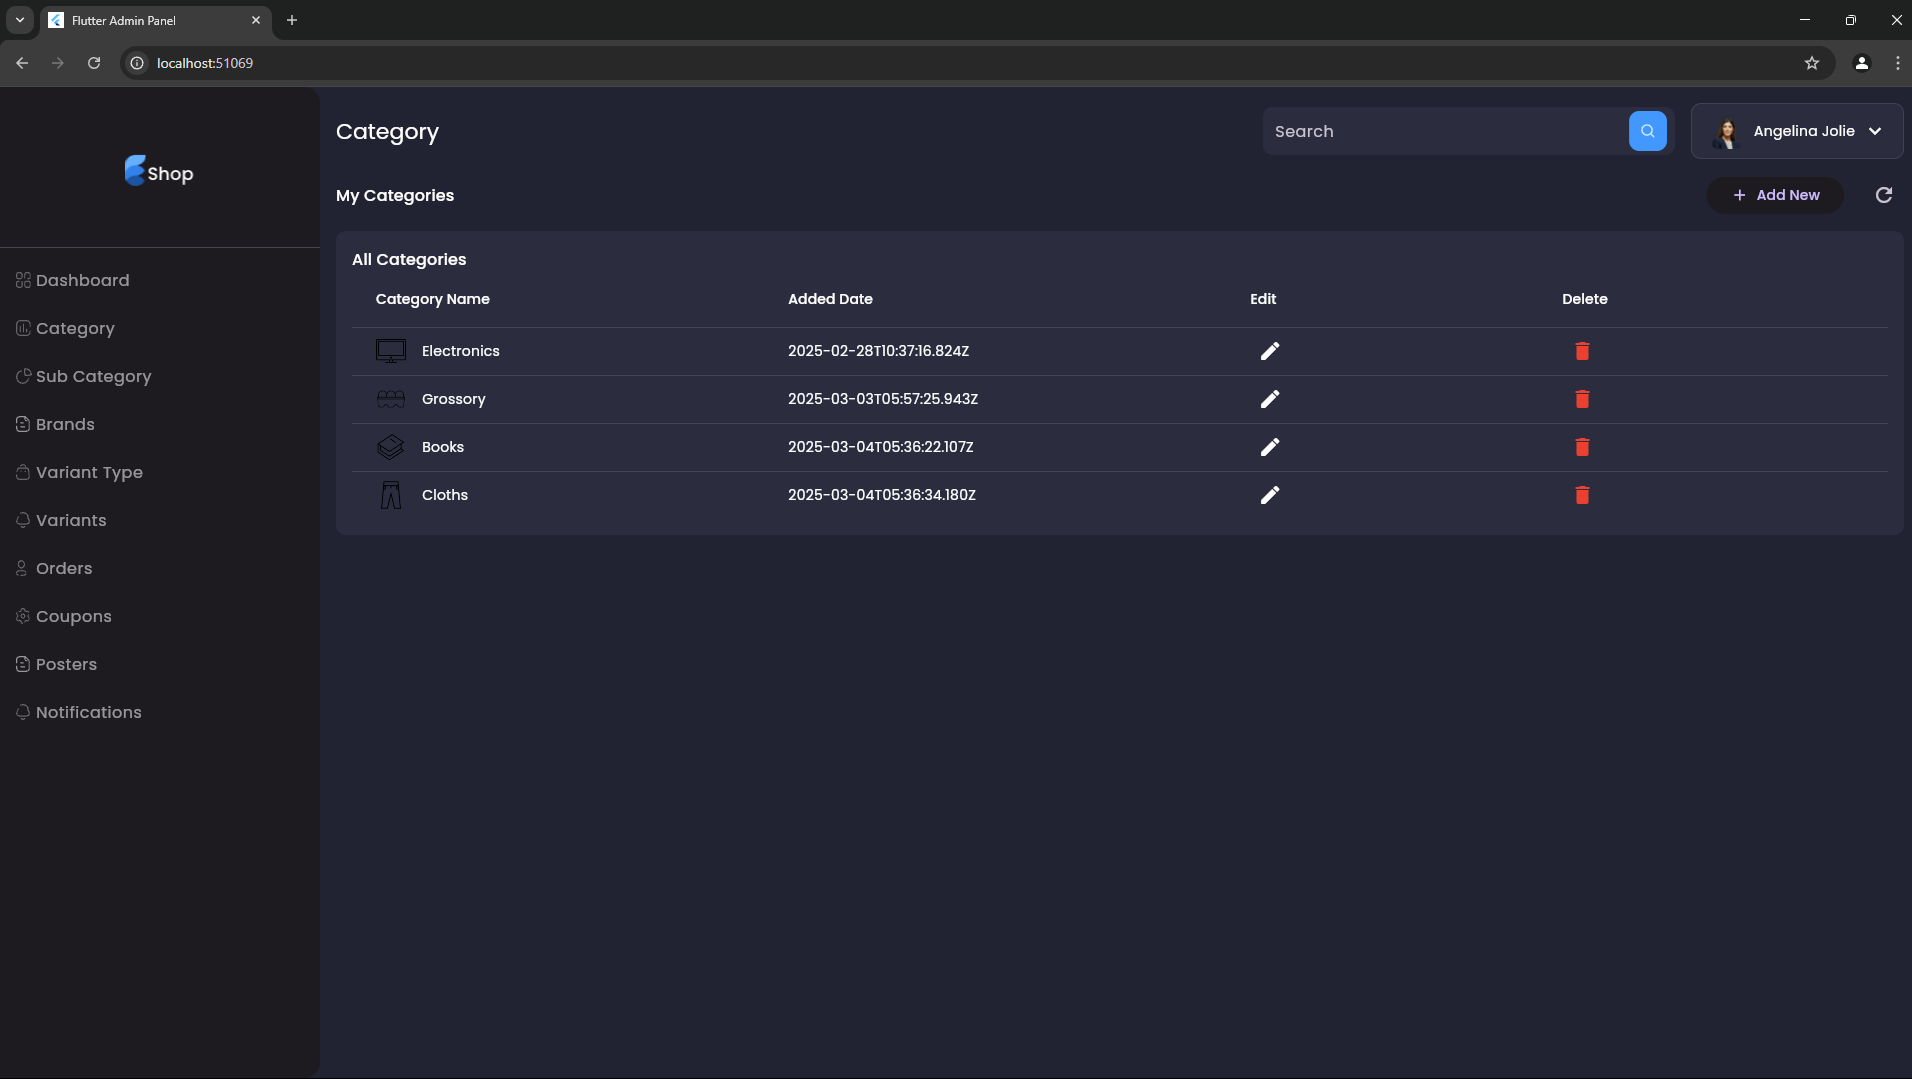 Flutter Admin Panel
localhost:51069
Shop
Dashboard
Category
Sub Category
Brands
Variant Type
Variants
Orders
Coupons
Posters
Notifications
Category
Search
Angelina Jolie
My Categories
+ Add New
All Categories
Category Name Added Date Edit Delete
Electronics 2025-02-28T10:37:16.824Z
Grossory 2025-03-03T05:57:25.943Z
Books 2025-03-04T05:36:22.107Z
Cloths 2025-03-04T05:36:34.180Z